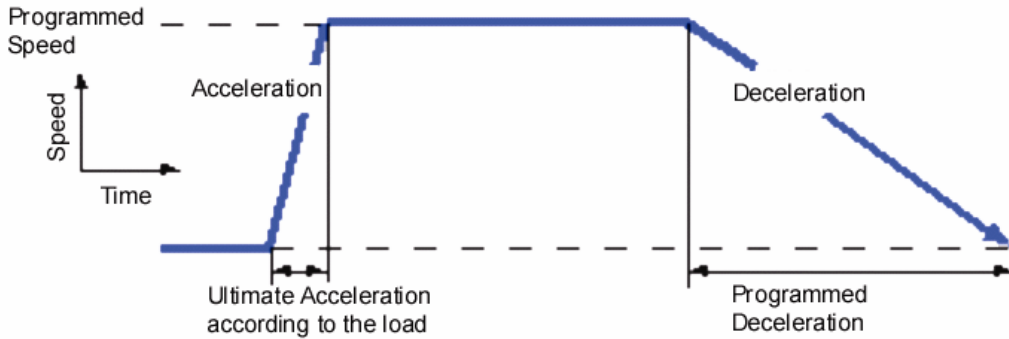 Programmed
Speed
Acceleration
Deceleration
Speed
Time
Ultimate Acceleration
according to the load
Programmed
Deceleration